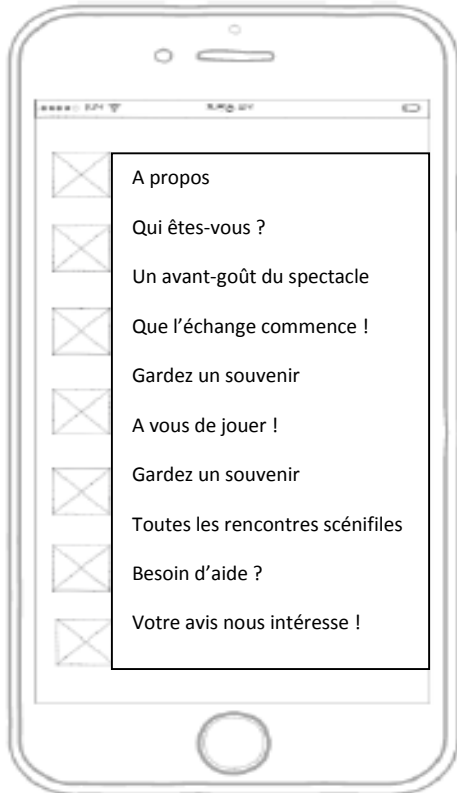 A propos
Qui êtes-vous ?
Un avant-goût du spectacle
Que l’échange commence !
Gardez un souvenir
A vous de jouer !
Gardez un souvenir
Toutes les rencontres scénifiles
Besoin d’aide ?
Votre avis nous intéresse !